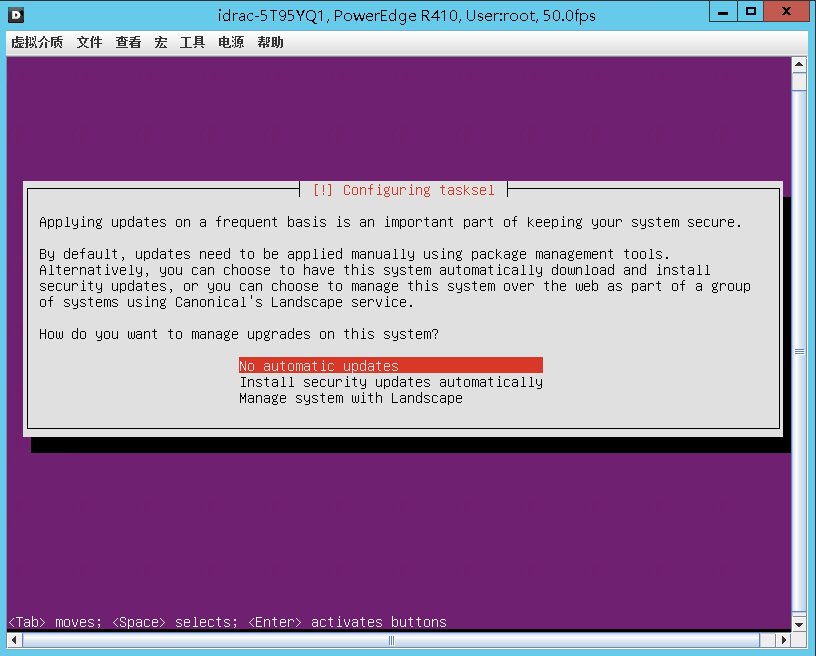 idrac-5T95YQ1, PowerEdge R410, User:root, 50.0fps
虚拟介质 文件 查看 宏 工具 电源 帮助
[!] Configuring tasksel
Applying updates on a frequent basis is an important part of keeping your system secure.
By default, updates need to be applied manually using package management tools.
Alternatively, you can choose to have this system automatically download and install
security updates, or you can choose to manage this system over the web as part of a group
of systems using Canonical's Landscape service.
How do you want to manage upgrades on this system?
No automatic updates
Install security updates automatically
Manage system with Landscape
<Tab> moves; <Space> selects; <Enter> activates buttons